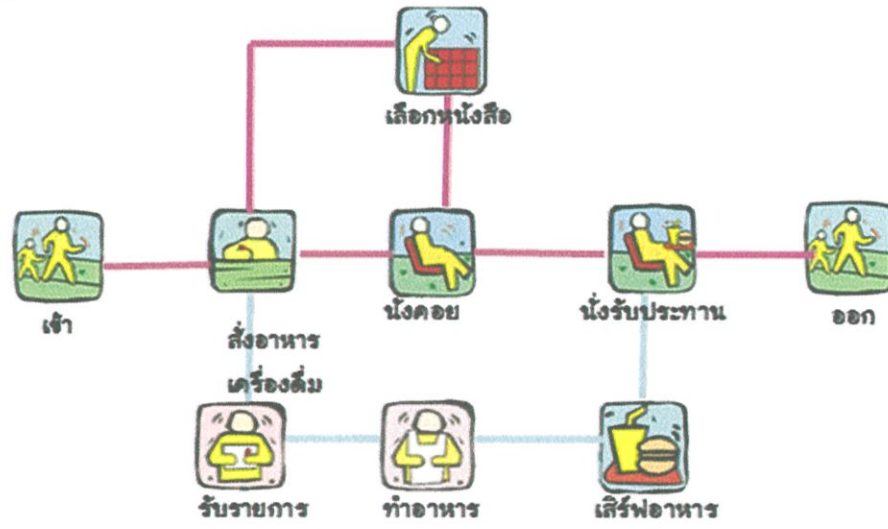 เลือกหนังสือ
เข้า
สั่งอาหาร
เครื่องดื่ม
นั่งคอย
นั่งรับประทาน
ออก
รับรายการ
ทำอาหาร
เสิร์ฟอาหาร